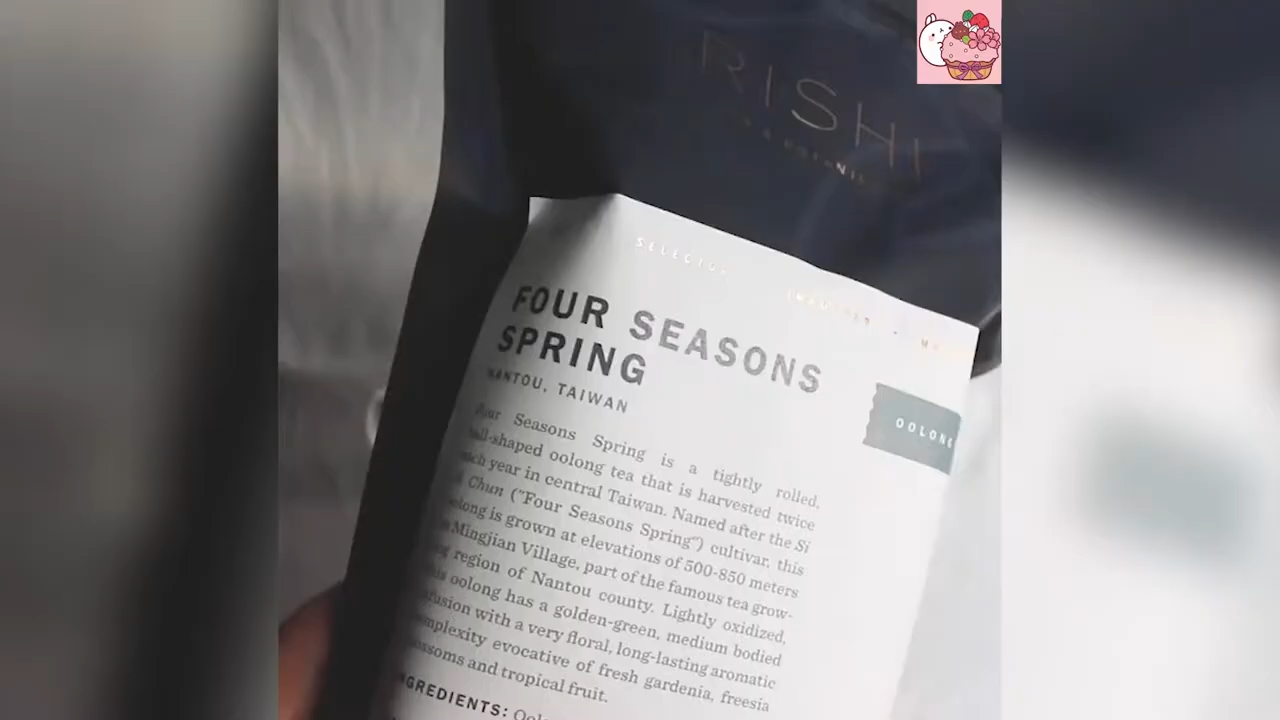 RISHI
SELECTION
FOUR SEASONS
SPRING
NANTOU, TAIWAN
OOLONG
Four Seasons Spring is a tightly rolled,
ball-shaped oolong tea that is harvested twice
each year in central Taiwan. Named after the Si
Chun ("Four Seasons Spring") cultivar, this
oolong is grown at elevations of 500-850 meters
in Mingjian Village, part of the famous tea grow-
ing region of Nantou county. Lightly oxidized,
this oolong has a golden-green, medium bodied
infusion with a very floral, long-lasting aromatic
complexity evocative of fresh gardenia, freesia
blossoms and tropical fruit.
INGREDIENTS: